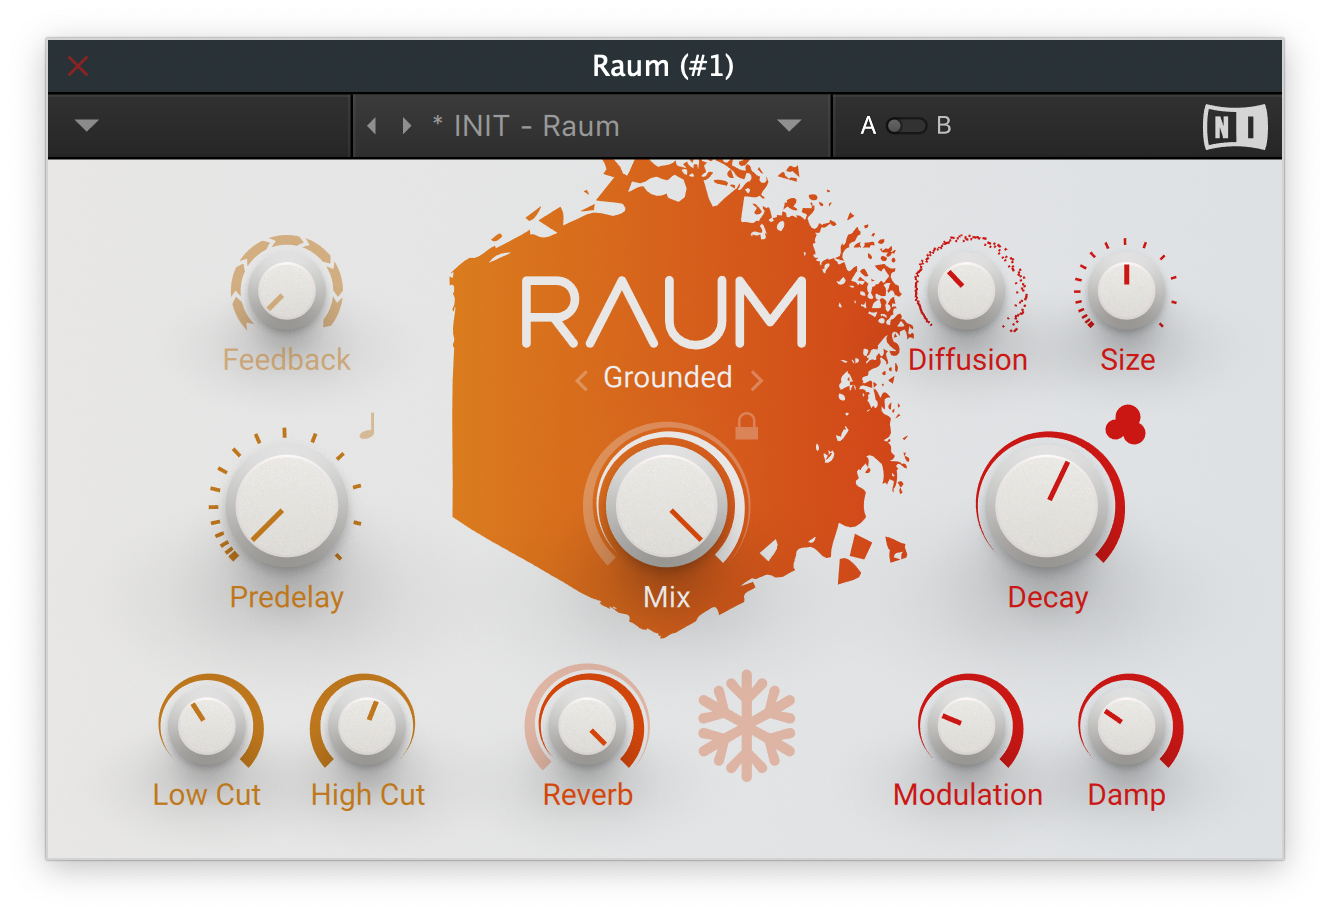 Raum (#1)
* INIT - Raum
A B
NI
RAUM
Grounded
Feedback
Diffusion
Size
Predelay
Mix
Decay
Low Cut
High Cut
Reverb
Modulation
Damp